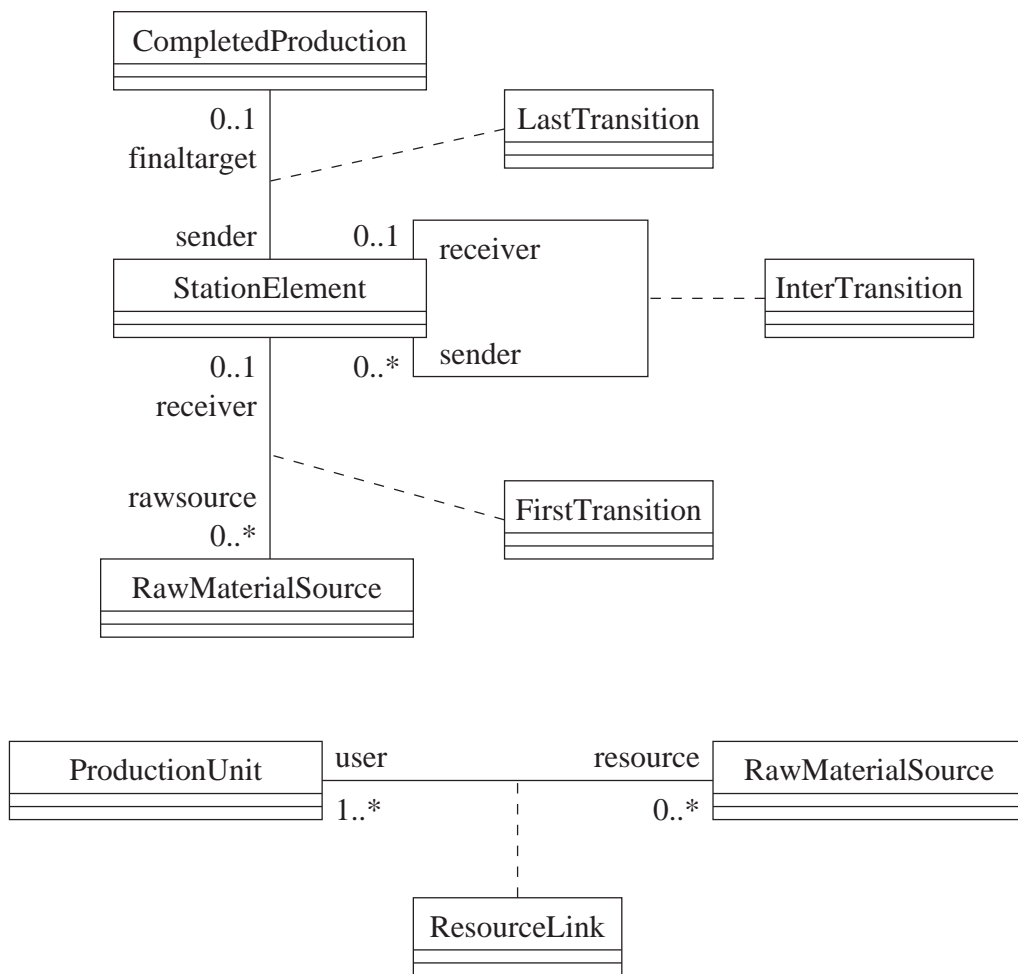 CompletedProduction
0..1
finaltarget
LastTransition
sender
0..1
receiver
StationElement
InterTransition
sender
0..1
0..*
receiver
rawsource
0..*
FirstTransition
RawMaterialSource
ProductionUnit
user
resource
RawMaterialSource
1..*
0..*
ResourceLink